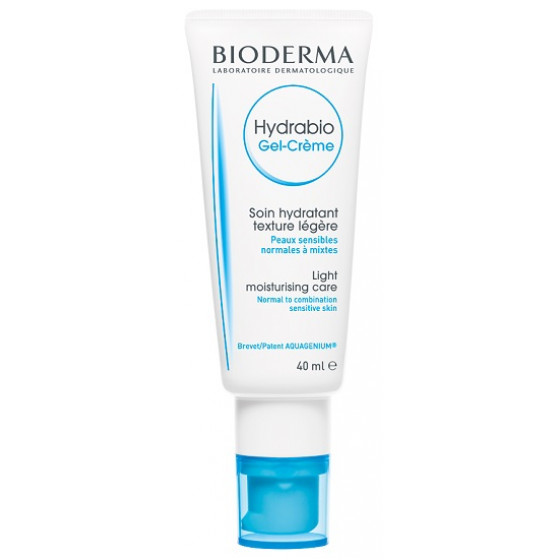 BIODERMA
LABORATOIRE DERMATOLOGIQUE
Hydrabio
Gel-Crème
Soin hydratant
texture légère
Peaux sensibles
normales à mixtes
Light
moisturising care
Normal to combination
sensitive skin
Brevet/Patent AQUAGENIUM®
40 ml ℮